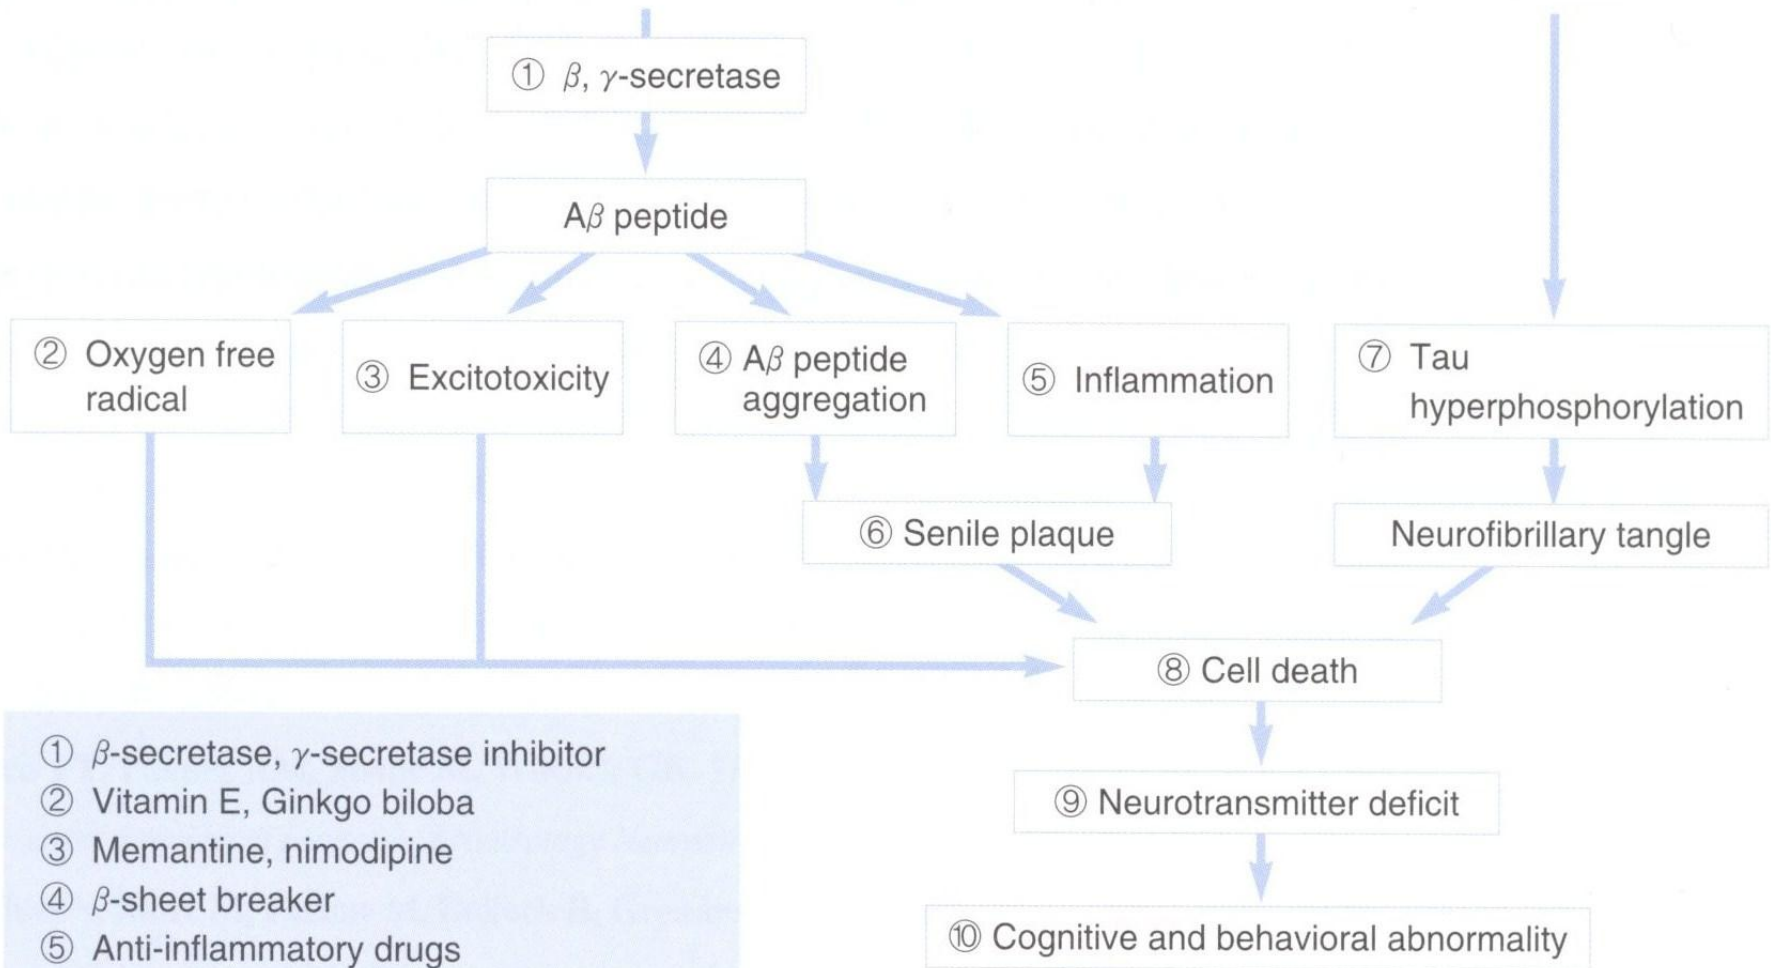 ① β, γ-secretase
Aβ peptide
② Oxygen free
radical
③ Excitotoxicity
④ Aβ peptide
aggregation
⑤ Inflammation
⑦ Tau
hyperphosphorylation
⑥ Senile plaque
Neurofibrillary tangle
⑧ Cell death
⑨ Neurotransmitter deficit
⑩ Cognitive and behavioral abnormality
① β-secretase, γ-secretase inhibitor
② Vitamin E, Ginkgo biloba
③ Memantine, nimodipine
④ β-sheet breaker
⑤ Anti-inflammatory drugs